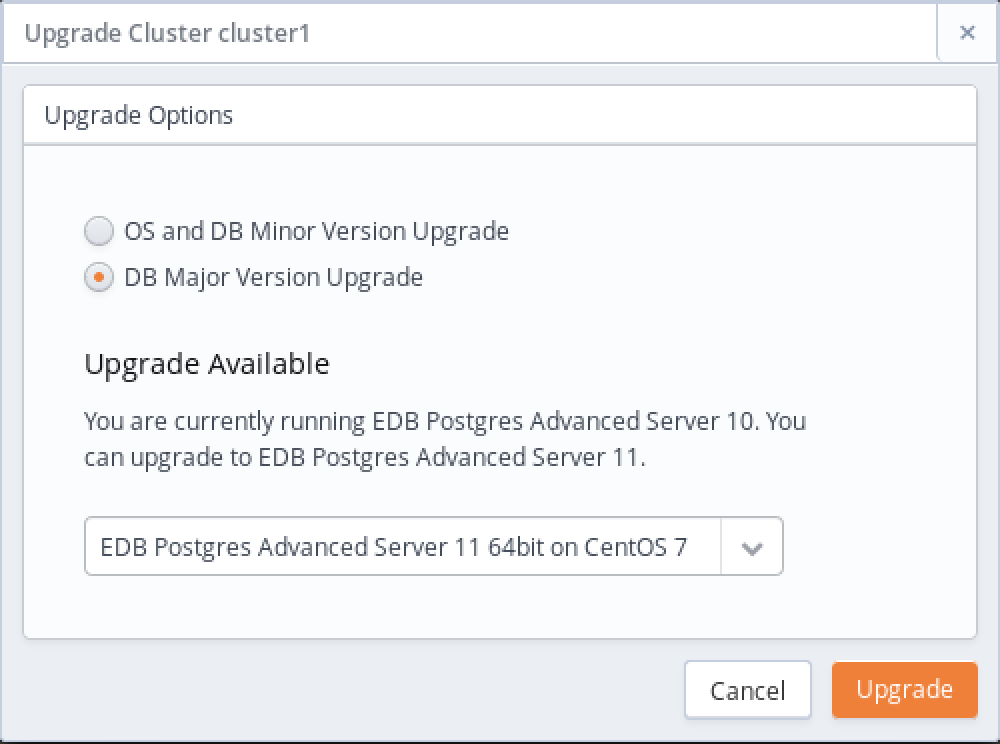 Upgrade Cluster cluster1
Upgrade Options
OS and DB Minor Version Upgrade
DB Major Version Upgrade
Upgrade Available
You are currently running EDB Postgres Advanced Server 10. You
can upgrade to EDB Postgres Advanced Server 11.
EDB Postgres Advanced Server 11 64bit on CentOS 7
Cancel
Upgrade